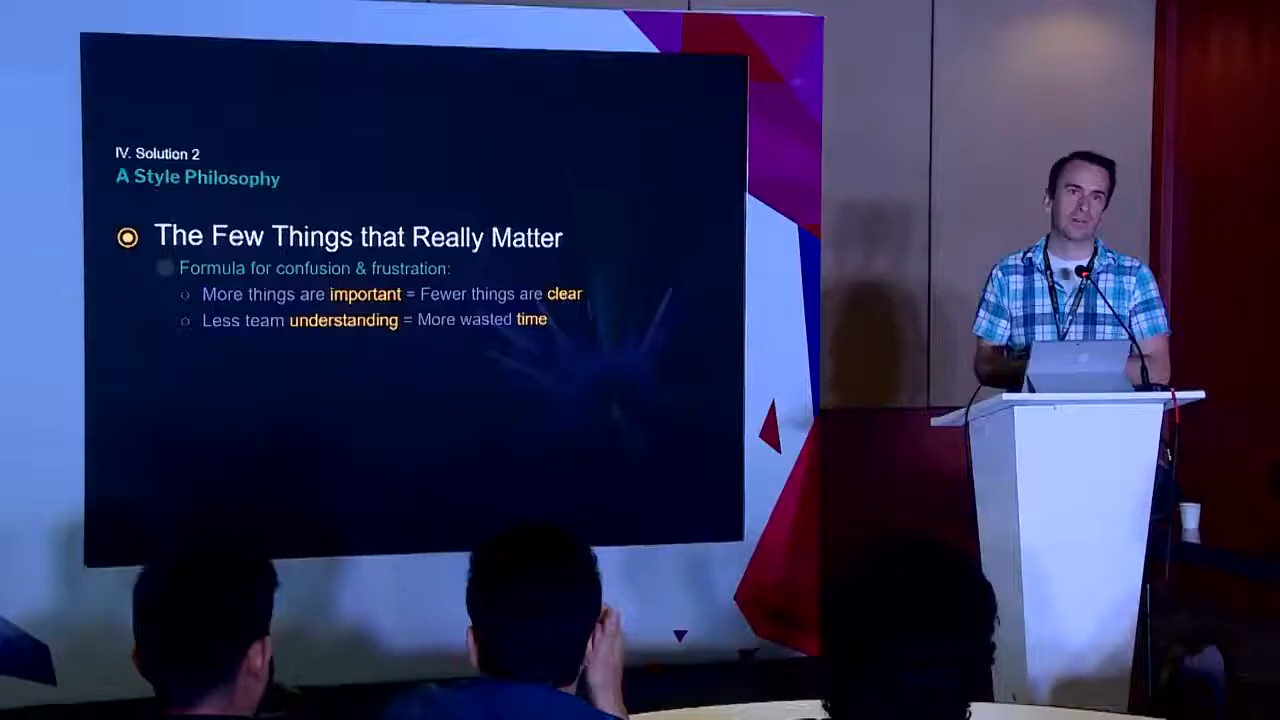 IV. Solution 2
A Style Philosophy
The Few Things that Really Matter
Formula for confusion & frustration:
More things are important = Fewer things are clear
Less team understanding = More wasted time